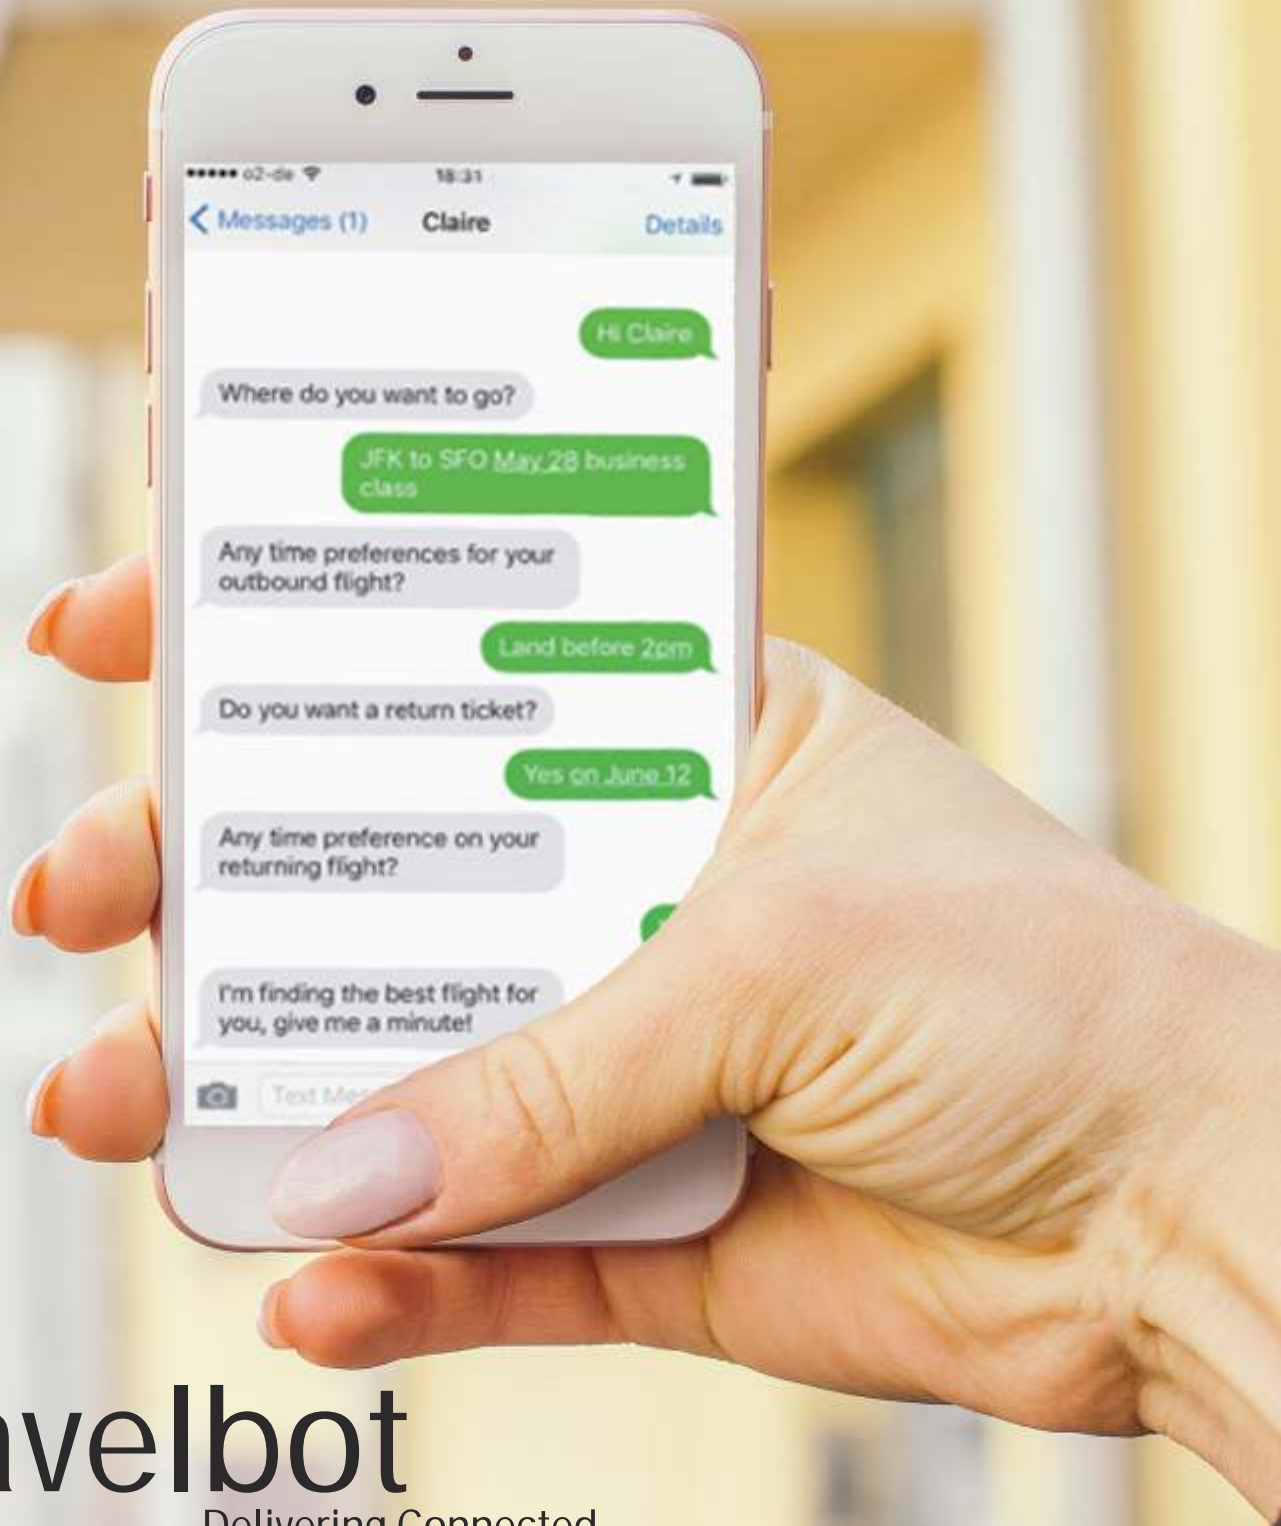 o2-de 18:31
Messages (1) Claire Details
Hi Claire
Where do you want to go?
JFK to SFO May 28 business
class
Any time preferences for your
outbound flight?
Land before 2pm
Do you want a return ticket?
Yes on June 12
Any time preference on your
returning flight?
I'm finding the best flight for
you, give me a minute!
Text Mes
avelbot
Delivering Connected